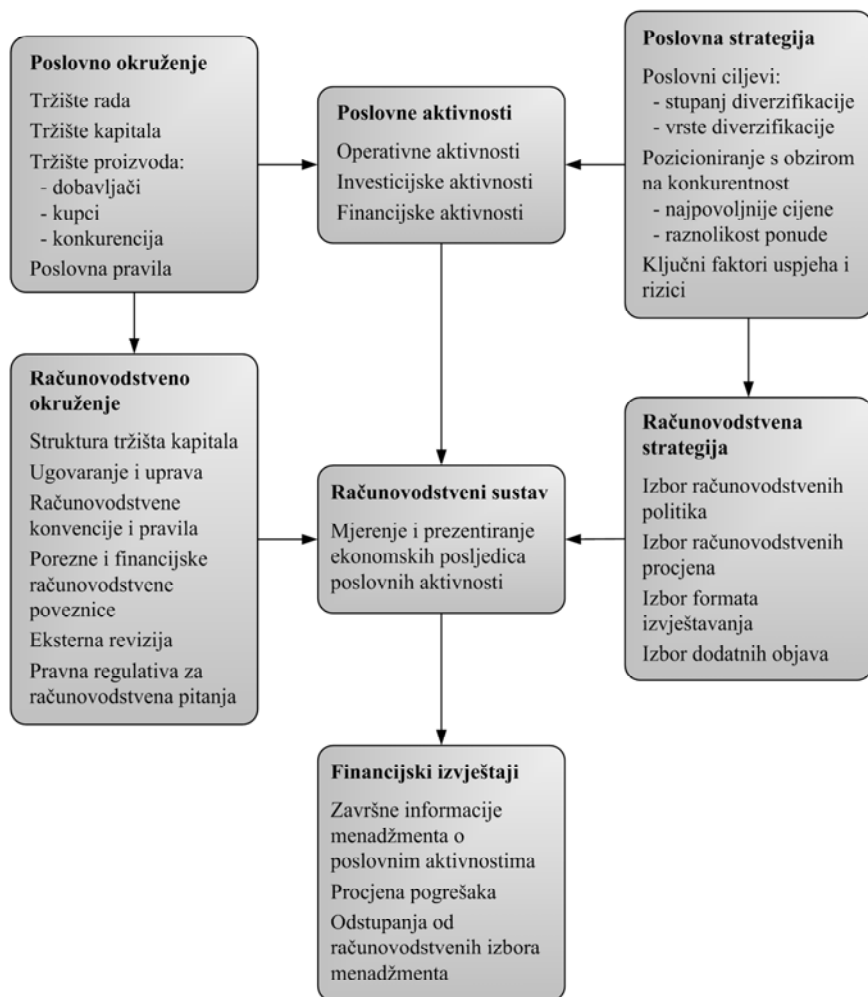 Poslovno okruženje
Tržište rada
Tržište kapitala
Tržište proizvoda:
- dobavljači
- kupci
- konkurencija
Poslovna pravila
Poslovne aktivnosti
Operativne aktivnosti
Investicijske aktivnosti
Financijske aktivnosti
Poslovna strategija
Poslovni ciljevi:
- stupanj diverzifikacije
- vrste diverzifikacije
Pozicioniranje s obzirom
na konkurentnost
- najpovoljnije cijene
- raznolikost ponude
Ključni faktori uspjeha i
rizici
Računovodstveno
okruženje
Struktura tržišta kapitala
Ugovaranje i uprava
Računovodstvene
konvencije i pravila
Porezne i financijske
računovodstvene
poveznice
Eksterna revizija
Pravna regulativa za
računovodstvena pitanja
Računovodstveni sustav
Mjerenje i prezentiranje
ekonomskih posljedica
poslovnih aktivnosti
Računovodstvena
strategija
Izbor računovodstvenih
politika
Izbor računovodstvenih
procjena
Izbor formata
izvještavanja
Izbor dodatnih objava
Financijski izvještaji
Završne informacije
menadžmenta o
poslovnim aktivnostima
Procjena pogrešaka
Odstupanja od
računovodstvenih izbora
menadžmenta